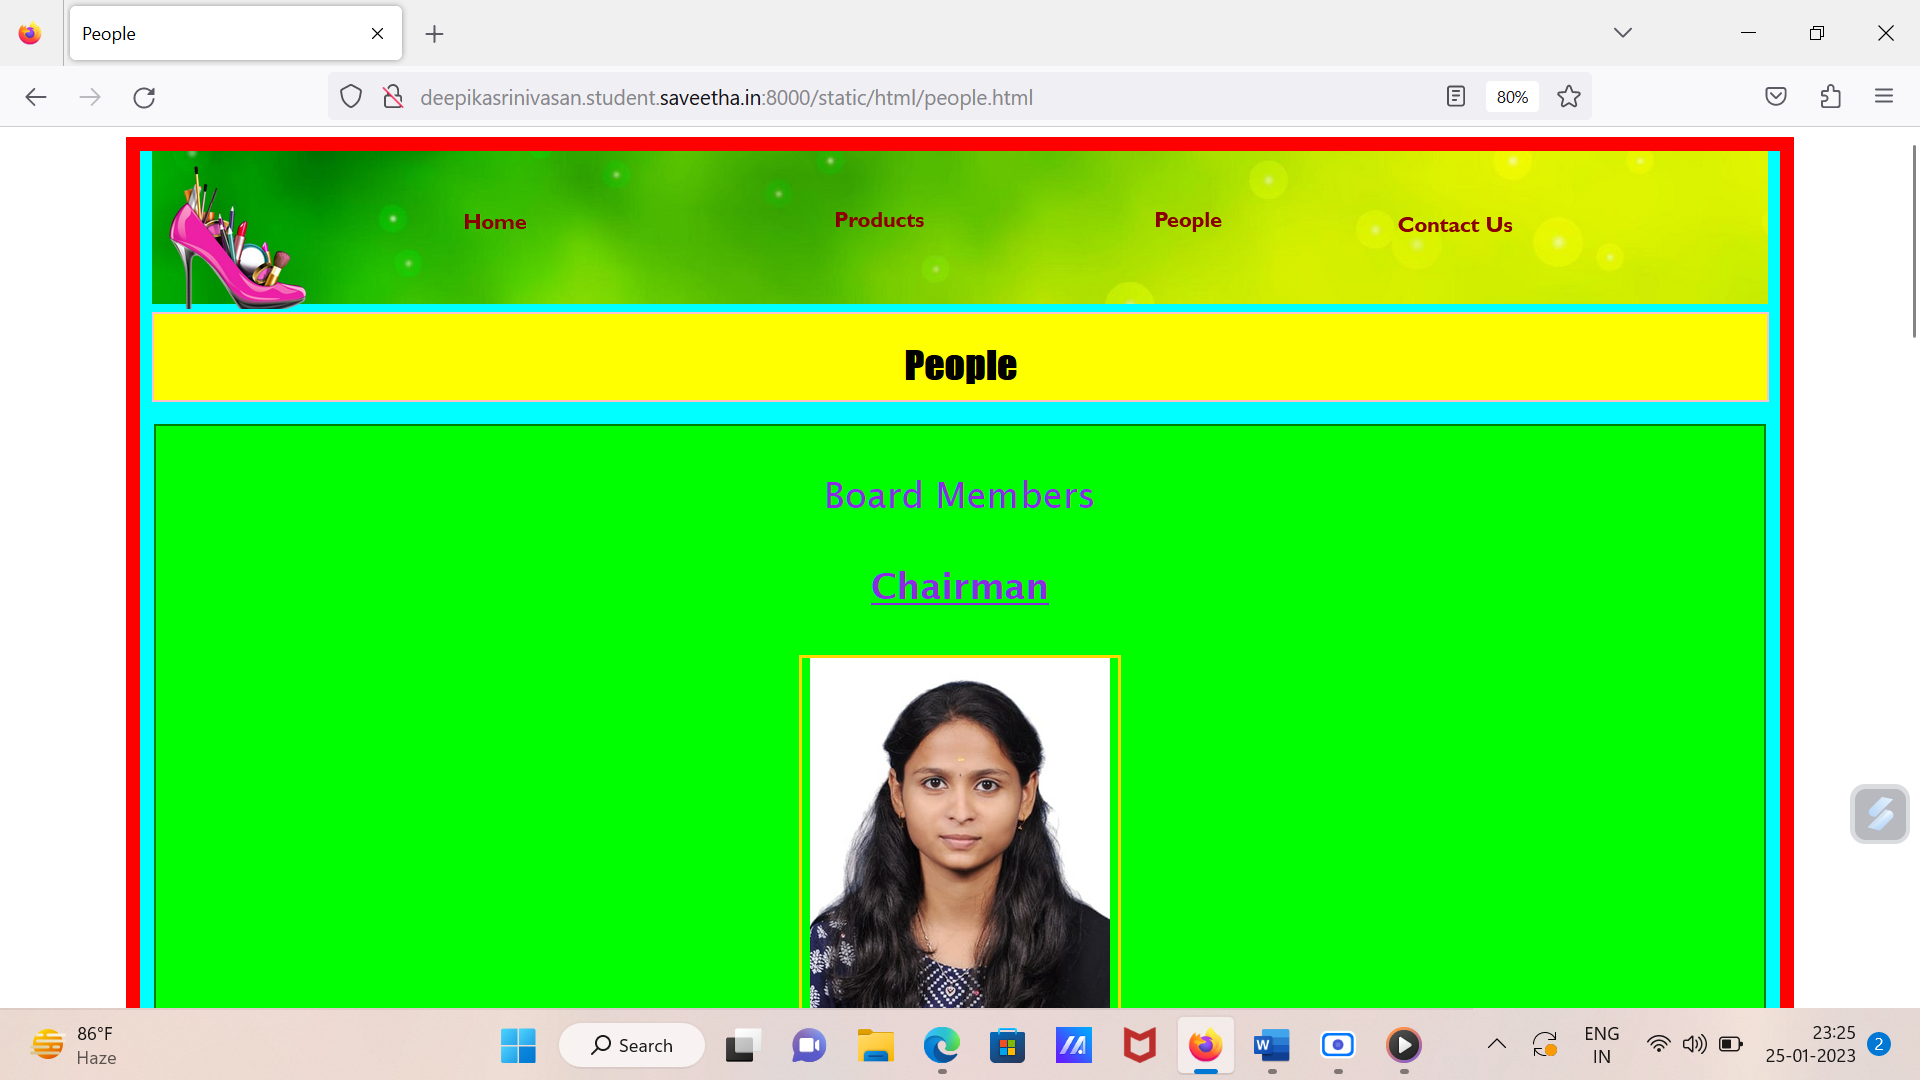 People
deepikasrinivasan.student.saveetha.in:8000/static/html/people.html
80%
Home
Products
People
Contact Us
People
Board Members
Chairman
86°F
Haze
Search
ENG
IN
23:25
25-01-2023
2